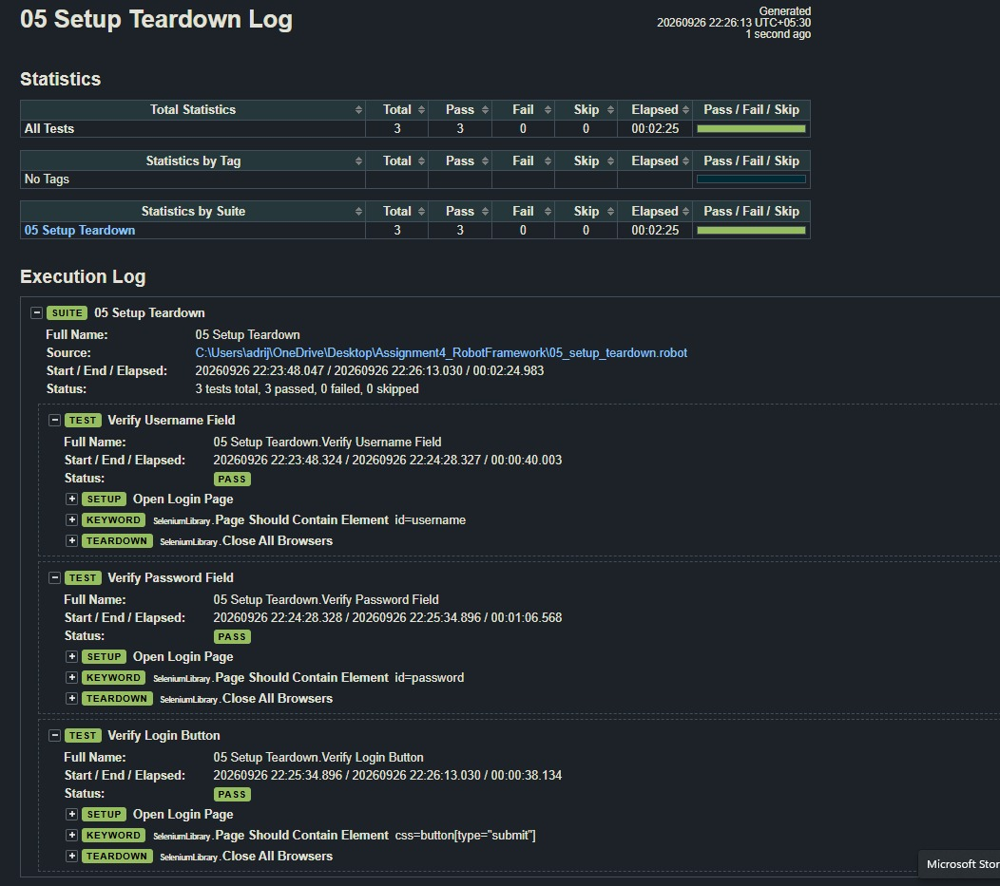 05 Setup Teardown Log
Generated
20260926 22:26:13 UTC+05:30
1 second ago
Statistics
Total Statistics Total Pass Fail Skip Elapsed Pass / Fail / Skip
All Tests 3 3 0 0 00:02:25
Statistics by Tag Total Pass Fail Skip Elapsed Pass / Fail / Skip
No Tags
Statistics by Suite Total Pass Fail Skip Elapsed Pass / Fail / Skip
05 Setup Teardown 3 3 0 0 00:02:25
Execution Log
SUITE 05 Setup Teardown
Full Name: 05 Setup Teardown
Source: C:\Users\adrij\OneDrive\Desktop\Assignment4_RobotFramework\05_setup_teardown.robot
Start / End / Elapsed: 20260926 22:23:48.047 / 20260926 22:26:13.030 / 00:02:24.983
Status: 3 tests total, 3 passed, 0 failed, 0 skipped
TEST Verify Username Field
Full Name: 05 Setup Teardown.Verify Username Field
Start / End / Elapsed: 20260926 22:23:48.324 / 20260926 22:24:28.327 / 00:00:40.003
Status: PASS
SETUP Open Login Page
KEYWORD SeleniumLibrary.Page Should Contain Element id=username
TEARDOWN SeleniumLibrary.Close All Browsers
TEST Verify Password Field
Full Name: 05 Setup Teardown.Verify Password Field
Start / End / Elapsed: 20260926 22:24:28.328 / 20260926 22:25:34.896 / 00:01:06.568
Status: PASS
SETUP Open Login Page
KEYWORD SeleniumLibrary.Page Should Contain Element id=password
TEARDOWN SeleniumLibrary.Close All Browsers
TEST Verify Login Button
Full Name: 05 Setup Teardown.Verify Login Button
Start / End / Elapsed: 20260926 22:25:34.896 / 20260926 22:26:13.030 / 00:00:38.134
Status: PASS
SETUP Open Login Page
KEYWORD SeleniumLibrary.Page Should Contain Element css=button[type="submit"]
TEARDOWN SeleniumLibrary.Close All Browsers
Microsoft Stor